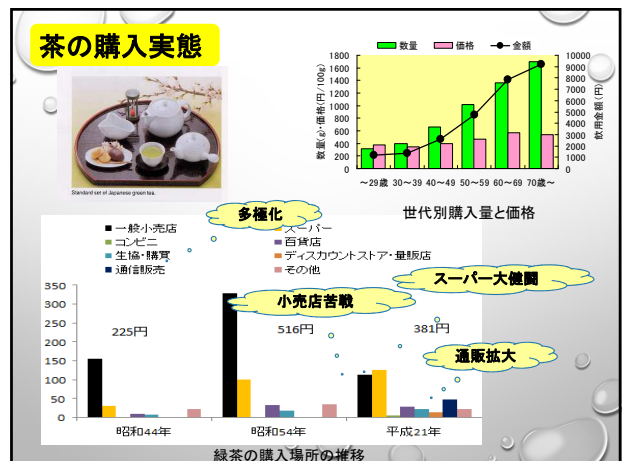 茶の購入実態
数量 価格 金額
数量(g)・価格(円/100g)
1800
1600
1400
1200
1000
800
600
400
200
0
10000
9000
8000
7000
6000
5000
4000
3000
2000
1000
0
飲用金額(円)
～29歳 30～39 40～49 50～59 60～69 70歳～
世代別購入量と価格
Standard set of Japanese green tea.
多極化
一般小売店 スーパー
コンビニ 百貨店
生協・購買 ディスカウントストア・量販店
通信販売 その他
スーパー大健闘
小売店苦戦
通販拡大
350
300
250
200
150
100
50
0
225円 516円 381円
昭和44年 昭和54年 平成21年
緑茶の購入場所の推移